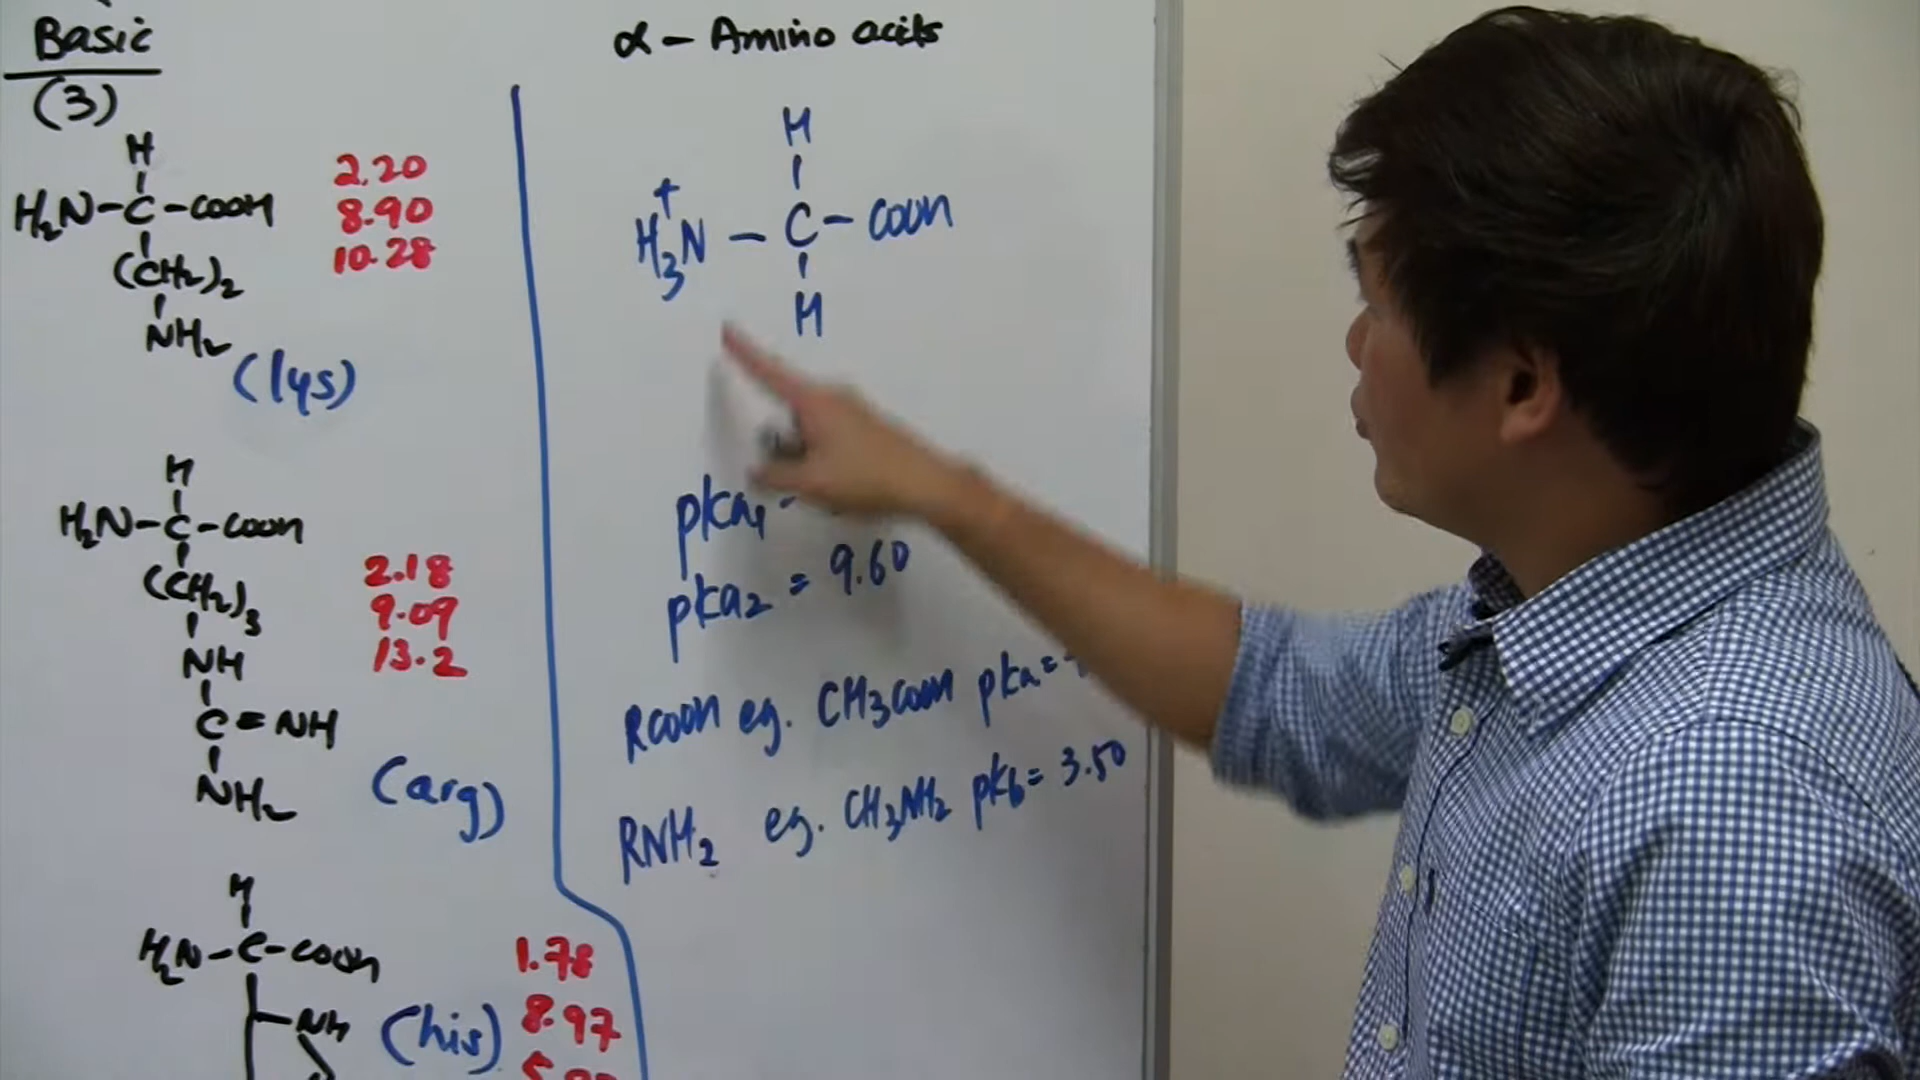 Basic
(3)
H
H₂N-C-COOH
(CH₂)₂
NH₂
(lys)
2.20
8.90
10.28
H
H₂N-C-COOH
(CH₂)₃
NH
C=NH
NH₂
(arg)
2.18
9.09
13.2
H
H₂N-C-COOH
NH
(his)
1.78
8.97
α-Amino acids
H
+
H₃N-C-COOH
H
pka₁
pka₂ = 9.60
RCOOH eg. CH₃COOH pka=
RNH₂ eg. CH₃NH₂ pkb= 3.50